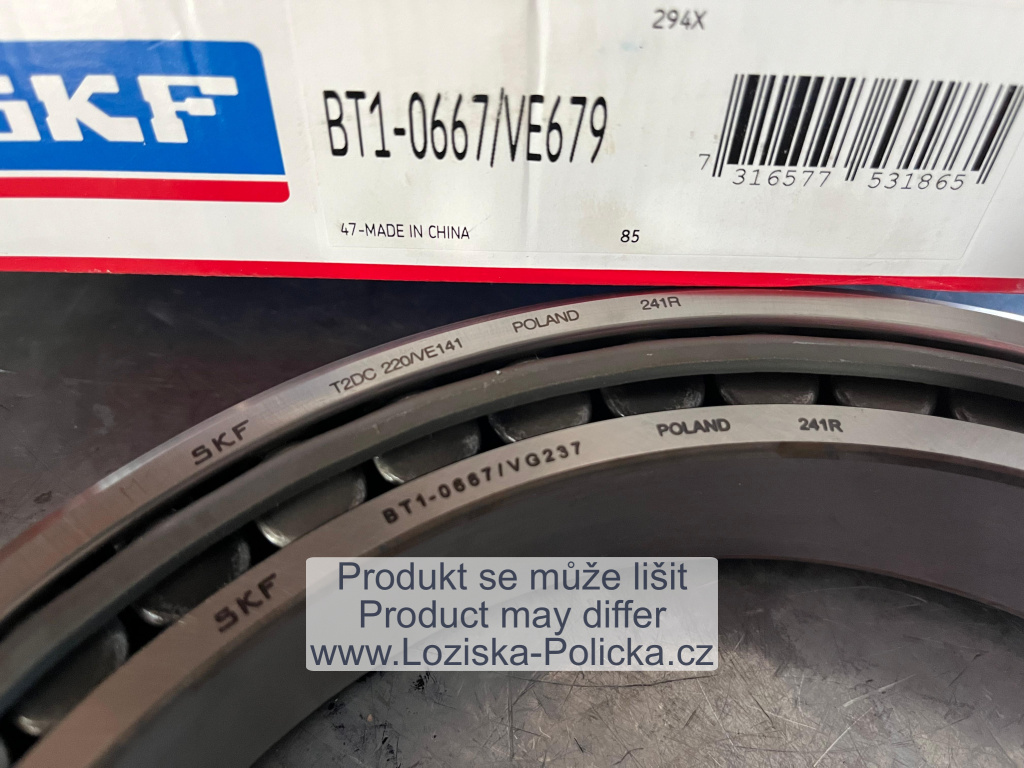 294X
SKF
BT1-0667/VE679
7 316577 531865
47-MADE IN CHINA
85
SKF T2DC 220/VE141 POLAND 241R
SKF BT1-0667/VG237 POLAND 241R
Produkt se může lišit
Product may differ
www.Loziska-Policka.cz